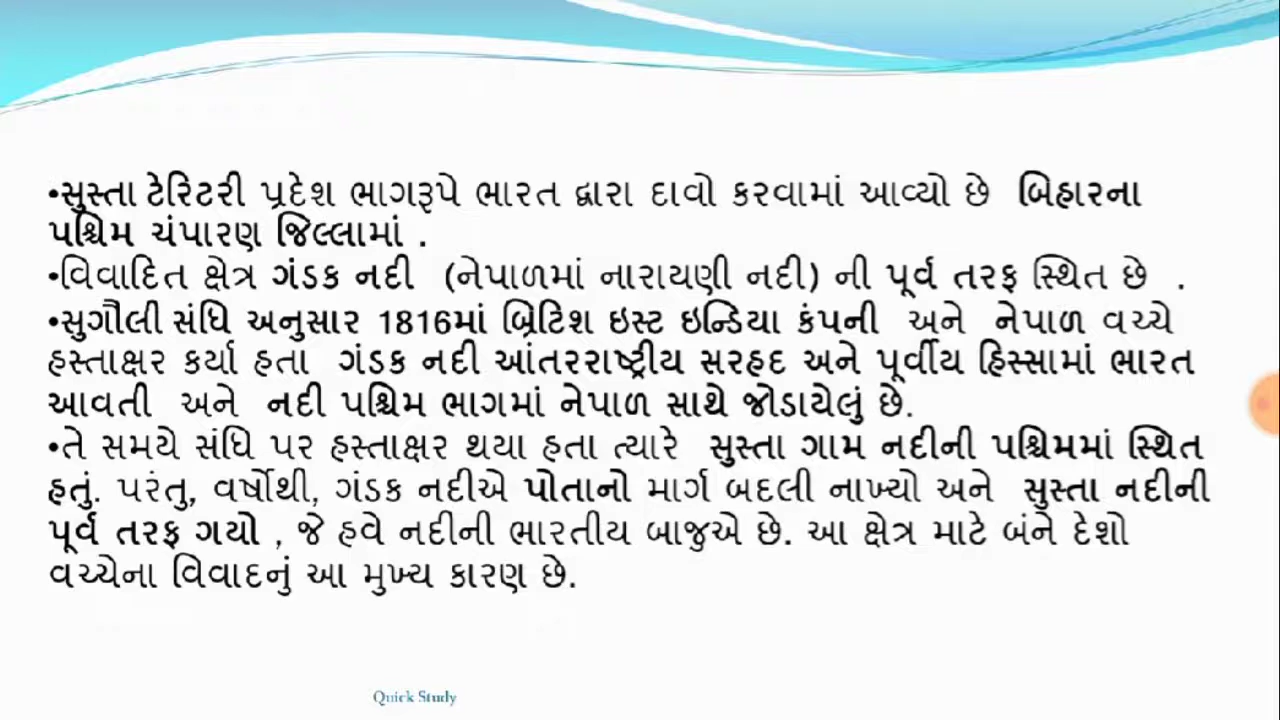 •સુસ્તા ટેરિટરી પ્રદેશ ભાગરૂપે ભારત દ્વારા દાવો કરવામાં આવ્યો છે બિહારના
પશ્ચિમ ચંપારણ જિલ્લામાં .
•વિવાદિત ક્ષેત્ર ગંડક નદી (નેપાળમાં નારાયણી નદી) ની પૂર્વ તરફ સ્થિત છે .
•સુગૌલી સંધિ અનુસાર 1816માં બ્રિટિશ ઇસ્ટ ઇન્ડિયા કંપની અને નેપાળ વચ્ચે
હસ્તાક્ષર કર્યા હતા ગંડક નદી આંતરરાષ્ટ્રીય સરહદ અને પૂર્વીય હિસ્સામાં ભારત
આવતી અને નદી પશ્ચિમ ભાગમાં નેપાળ સાથે જોડાયેલું છે.
•તે સમયે સંધિ પર હસ્તાક્ષર થયા હતા ત્યારે સુસ્તા ગામ નદીની પશ્ચિમમાં સ્થિત
હતું. પરંતુ, વર્ષોથી, ગંડક નદીએ પોતાનો માર્ગ બદલી નાખ્યો અને સુસ્તા નદીની
પૂર્વ તરફ ગયો , જે હવે નદીની ભારતીય બાજુએ છે. આ ક્ષેત્ર માટે બંને દેશો
વચ્ચેના વિવાદનું આ મુખ્ય કારણ છે.
Quick Study